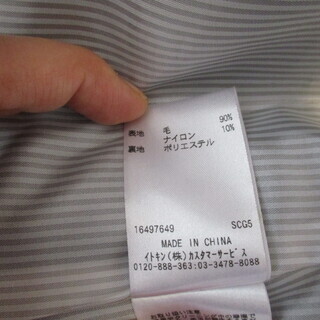 表地 毛 90%
ナイロン 10%
裏地 ポリエステル
16497649 SCG5
MADE IN CHINA
イトキン(株)カスタマーサービス
0120-888-363:03-3478-8088